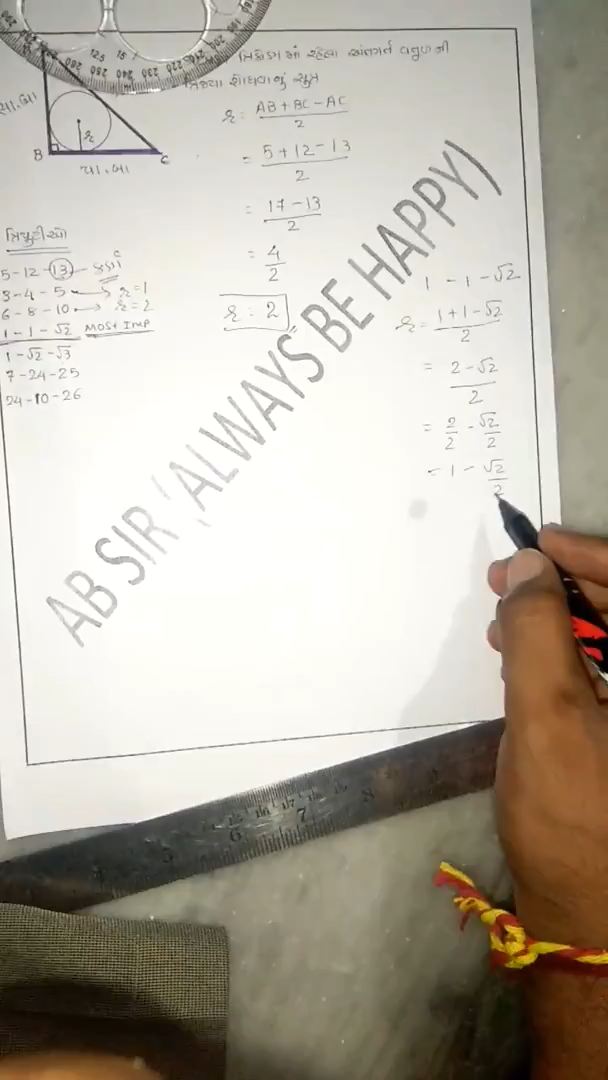 ત્રિકોણ માં રહેલા અંતર્ગત વર્તુળ ની
ત્રિજ્યા શોધવાનું સૂત્ર
સા.બા
B
r
C
પા.બા
r = AB + BC - AC / 2
= 5 + 12 - 13 / 2
= 17 - 13 / 2
= 4 / 2
r = 2
ત્રિપુટીઓ
5 - 12 - 13 → કર્ણ
3 - 4 - 5 → r = 1
6 - 8 - 10 → r = 2
1 - 1 - √2 MOST IMP
1 - √2 - √3
7 - 24 - 25
24 - 10 - 26
1 - 1 - √2
r = 1 + 1 - √2 / 2
= 2 - √2 / 2
= 2/2 - √2/2
= 1 - √2/2
AB SIR (ALWAYS BE HAPPY)